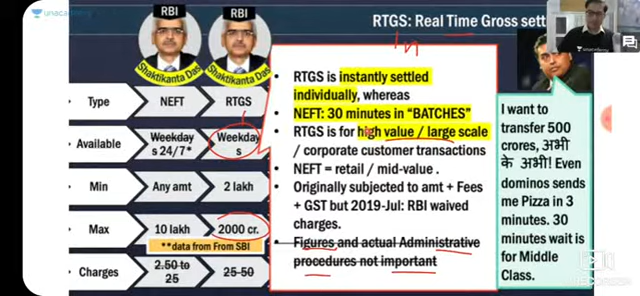 unacademy
RBI
RBI
Shaktikanta Das
Shaktikanta Das
RTGS: Real Time Gross sett
Type
NEFT
RTGS
Available
Weekday
s 24/7*
Weekday
s
Min
Any amt
2 lakh
Max
10 lakh
2000 cr.
**data from From SBI
Charges
2.50 to
25
25-50
• RTGS is instantly settled
individually, whereas
• NEFT: 30 minutes in “BATCHES”
• RTGS is for high value / large scale
/ corporate customer transactions
• NEFT = retail / mid-value .
• Originally subjected to amt + Fees
+ GST but 2019-Jul: RBI waived
charges.
• Figures and actual Administrative
procedures not important
I want to
transfer 500
crores, अभी
के अभी! Even
dominos sends
me Pizza in 3
minutes. 30
minutes wait is
for Middle
Class.